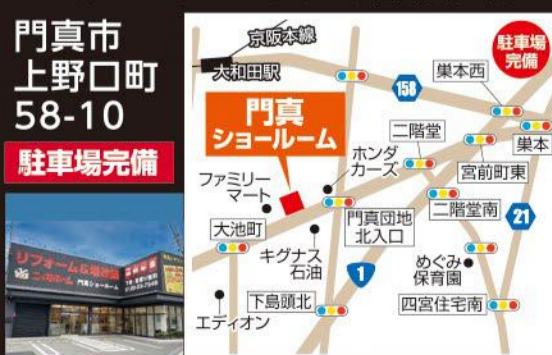 門真市
上野口町
58-10
駐車場完備
リフォーム&増改築
門真ショールーム
京阪本線
大和田駅
駐車場
完備
巣本西
158
門真
ショールーム
二階堂
巣本
宮前町東
ホンダ
カーズ
ファミリー
マート
二階堂南
21
大池町
門真団地
北入口
キグナス
石油
1
めぐみ
保育園
下島頭北
四宮住宅南
エディオン